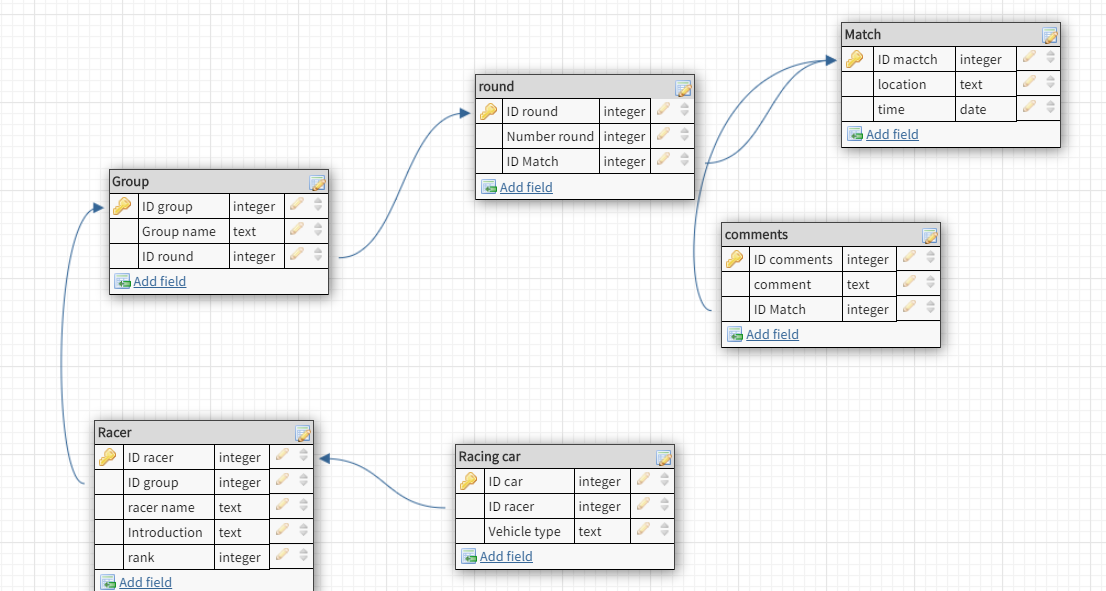 Match
ID mactch integer
location text
time date
Add field
round
ID round integer
Number round integer
ID Match integer
Add field
Group
ID group integer
Group name text
ID round integer
Add field
comments
ID comments integer
comment text
ID Match integer
Add field
Racer
ID racer integer
ID group integer
racer name text
Introduction text
rank integer
Add field
Racing car
ID car integer
ID racer integer
Vehicle type text
Add field